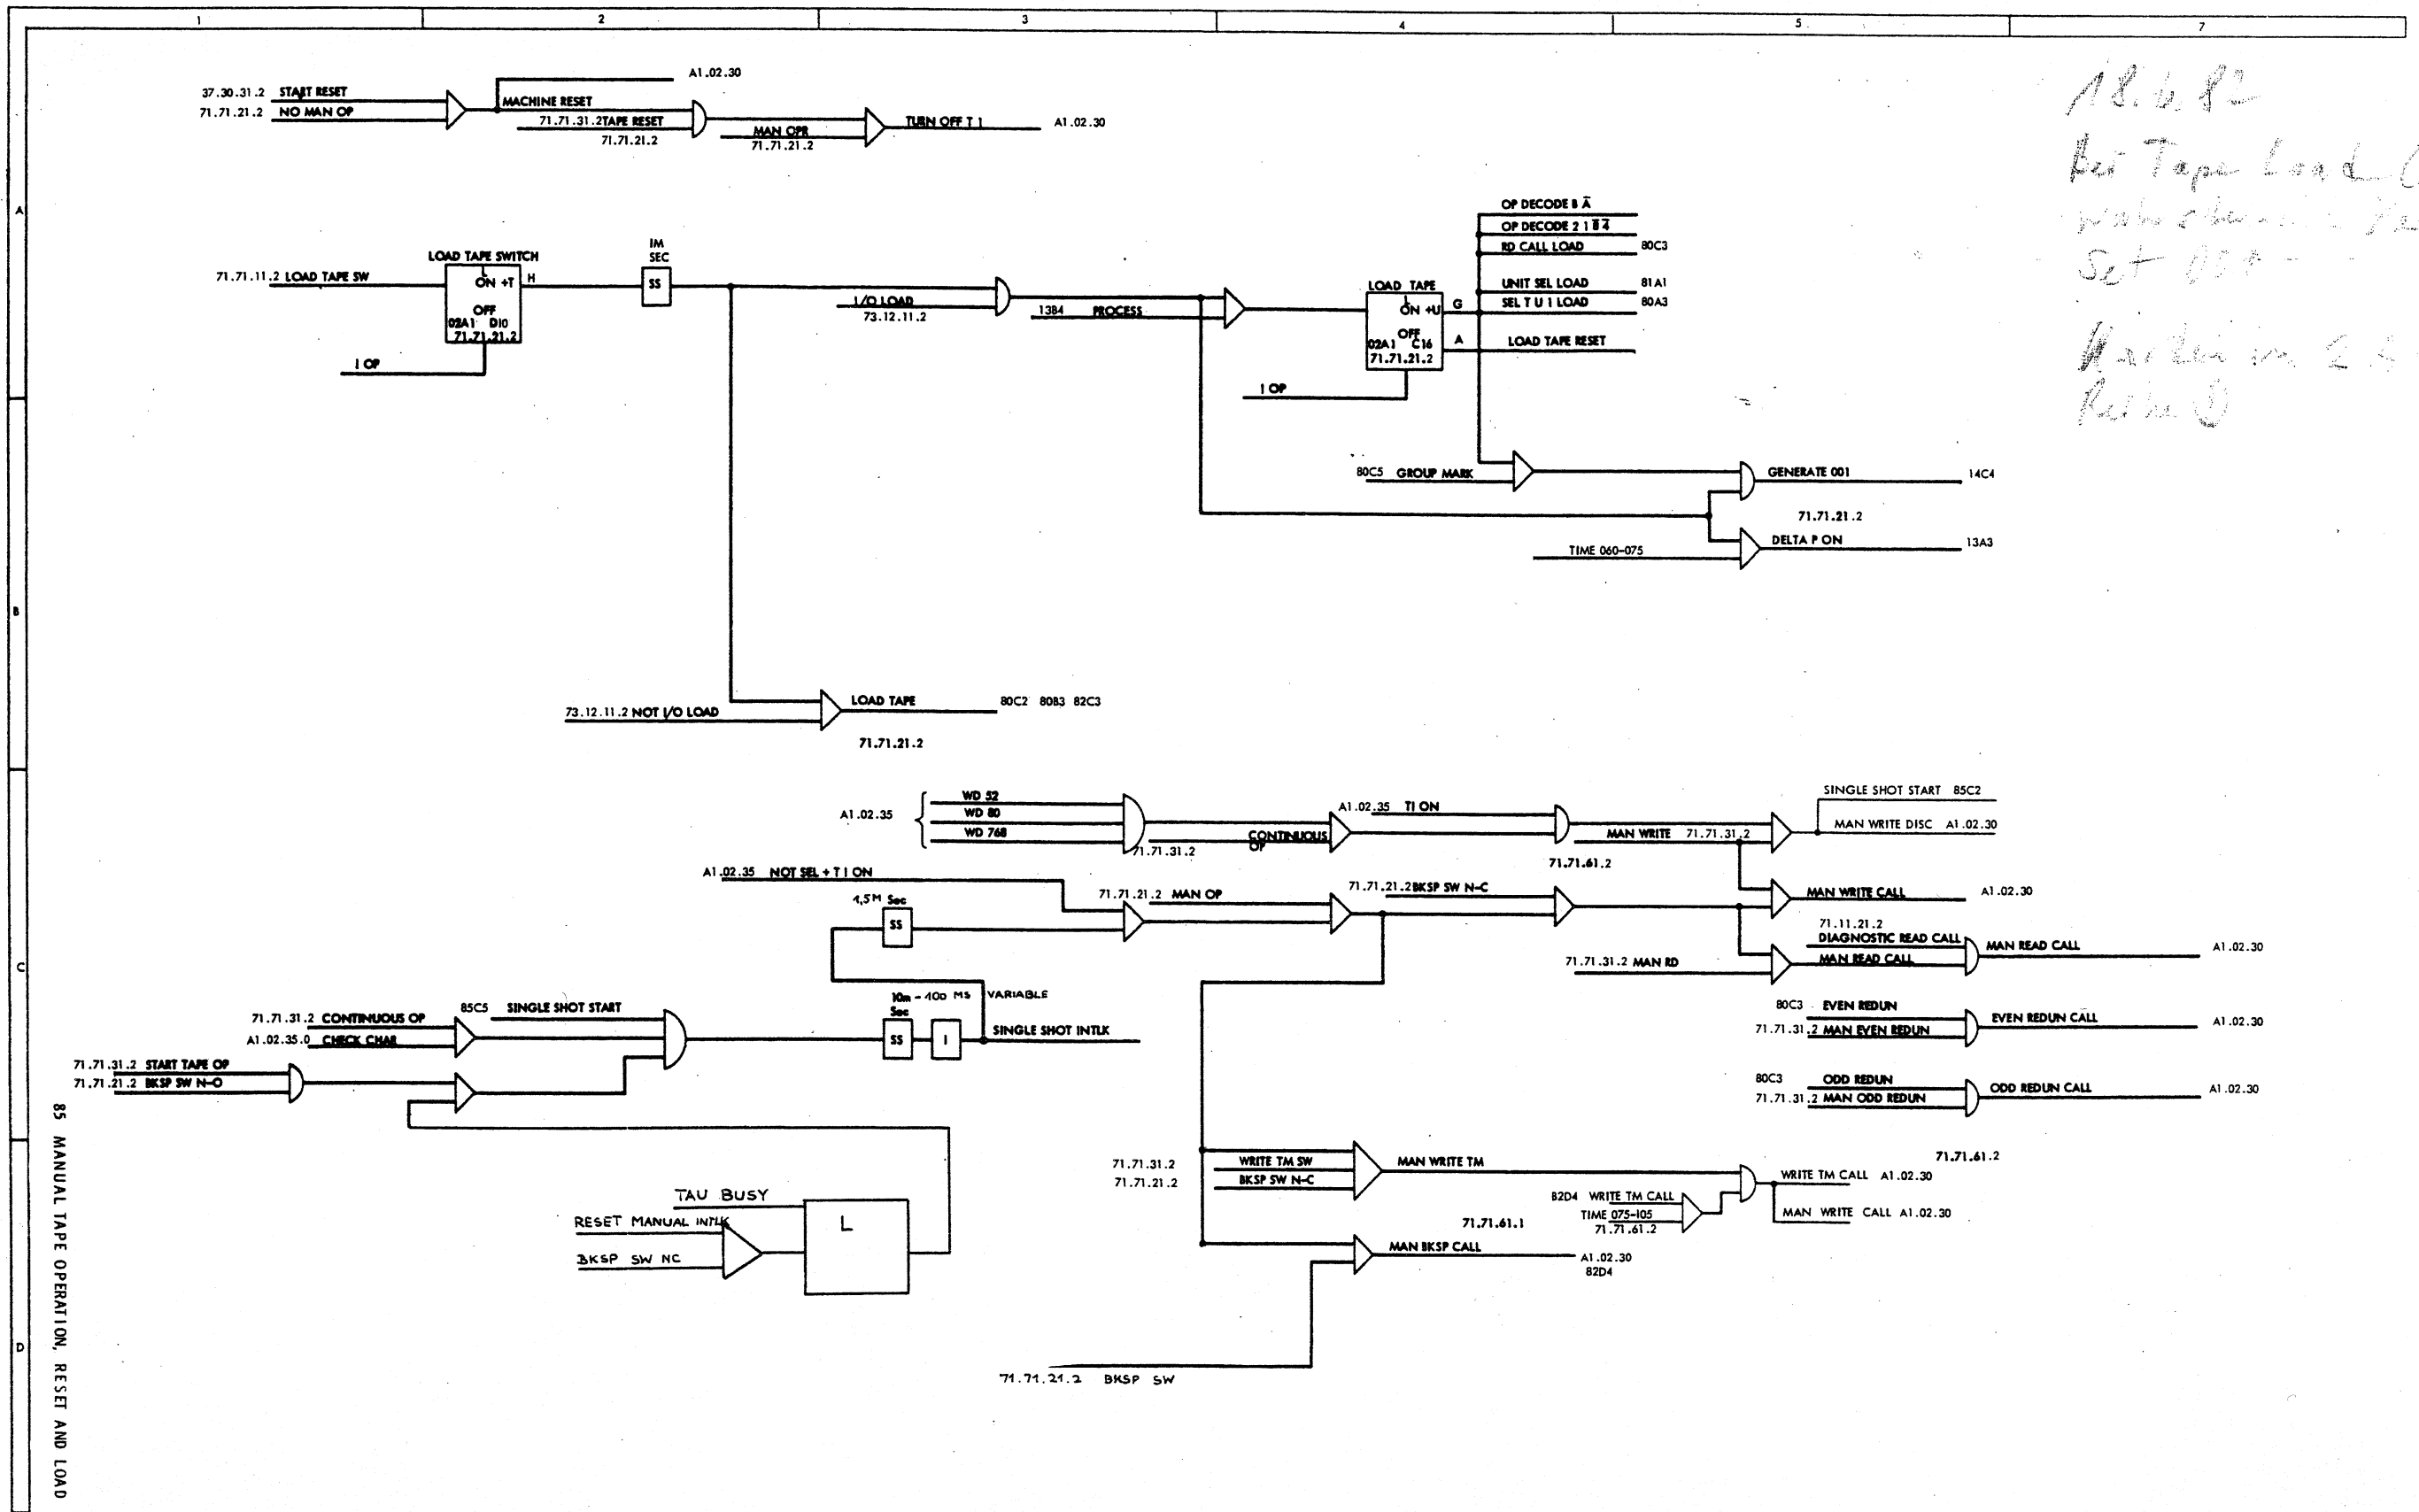 1 2 3 4 5 7
A1.02.30
37.30.31.2 START RESET
71.71.21.2 NO MAN OP
MACHINE RESET
71.71.31.2 TAPE RESET
71.71.21.2
MAN OPR
71.71.21.2
TURN OFF T 1 A1.02.30
18. 82
Tape Load
Set
A
LOAD TAPE SWITCH
71.71.11.2 LOAD TAPE SW
L
ON +T H
OFF
02A1 D10
71.71.21.2
I OP
IM
SEC
SS
I/O LOAD
73.12.11.2
13B4 PROCESS
LOAD TAPE
L
ON +U G
OFF
02A1 C16 A
71.71.21.2
I OP
OP DECODE B Ā
OP DECODE 2 1 8̄ 4̄
RD CALL LOAD 80C3
UNIT SEL LOAD 81A1
SEL T U 1 LOAD 80A3
LOAD TAPE RESET
80C5 GROUP MARK
GENERATE 001 14C4
71.71.21.2
TIME 060-075
DELTA P ON 13A3
B
73.12.11.2 NOT I/O LOAD
LOAD TAPE 80C2 80B3 82C3
71.71.21.2
A1.02.35
WD 52
WD 80
WD 768
71.71.31.2
CONTINUOUS
OP
A1.02.35 TI ON
71.71.61.2
MAN WRITE 71.71.31.2
SINGLE SHOT START 85C2
MAN WRITE DISC A1.02.30
A1.02.35 NOT SEL + T I ON
1,5M Sec
SS
71.71.21.2 MAN OP
71.71.21.2 BKSP SW N-C
MAN WRITE CALL A1.02.30
71.11.21.2
DIAGNOSTIC READ CALL
MAN READ CALL
MAN READ CALL A1.02.30
71.71.31.2 MAN RD
C
10m - 100 MS VARIABLE
Sec
SS
I
SINGLE SHOT INTLK
85C5 SINGLE SHOT START
71.71.31.2 CONTINUOUS OP
A1.02.35.0 CHECK CHAR
71.71.31.2 START TAPE OP
71.71.21.2 BKSP SW N-O
80C3 EVEN REDUN
71.71.31.2 MAN EVEN REDUN
EVEN REDUN CALL A1.02.30
80C3 ODD REDUN
71.71.31.2 MAN ODD REDUN
ODD REDUN CALL A1.02.30
71.71.61.2
71.71.31.2 WRITE TM SW
71.71.21.2 BKSP SW N-C
MAN WRITE TM
B2D4 WRITE TM CALL
TIME 075-105
71.71.61.2
WRITE TM CALL A1.02.30
MAN WRITE CALL A1.02.30
TAU BUSY
RESET MANUAL INTLK
BKSP SW NC
L
71.71.61.1
MAN BKSP CALL
A1.02.30
82D4
D
71.71.21.2 BKSP SW
85 MANUAL TAPE OPERATION, RESET AND LOAD